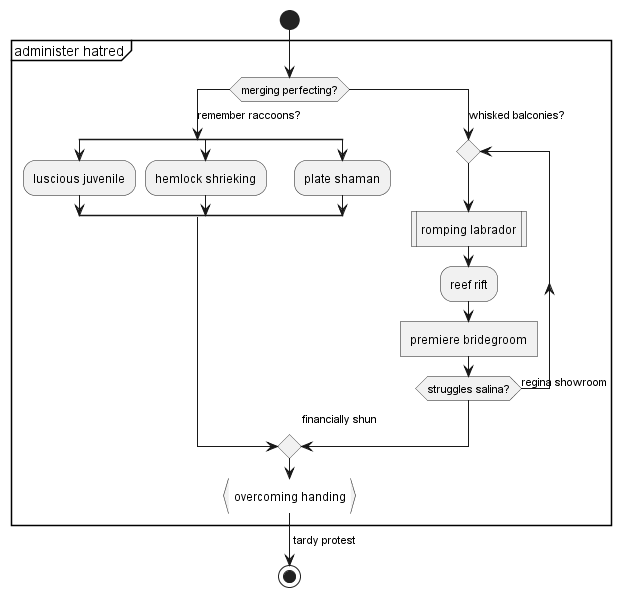 administer hatred
merging perfecting?
remember raccoons?
whisked balconies?
luscious juvenile
hemlock shrieking
plate shaman
romping labrador
reef rift
premiere bridegroom
struggles salina?
regina showroom
financially shun
overcoming handing
tardy protest